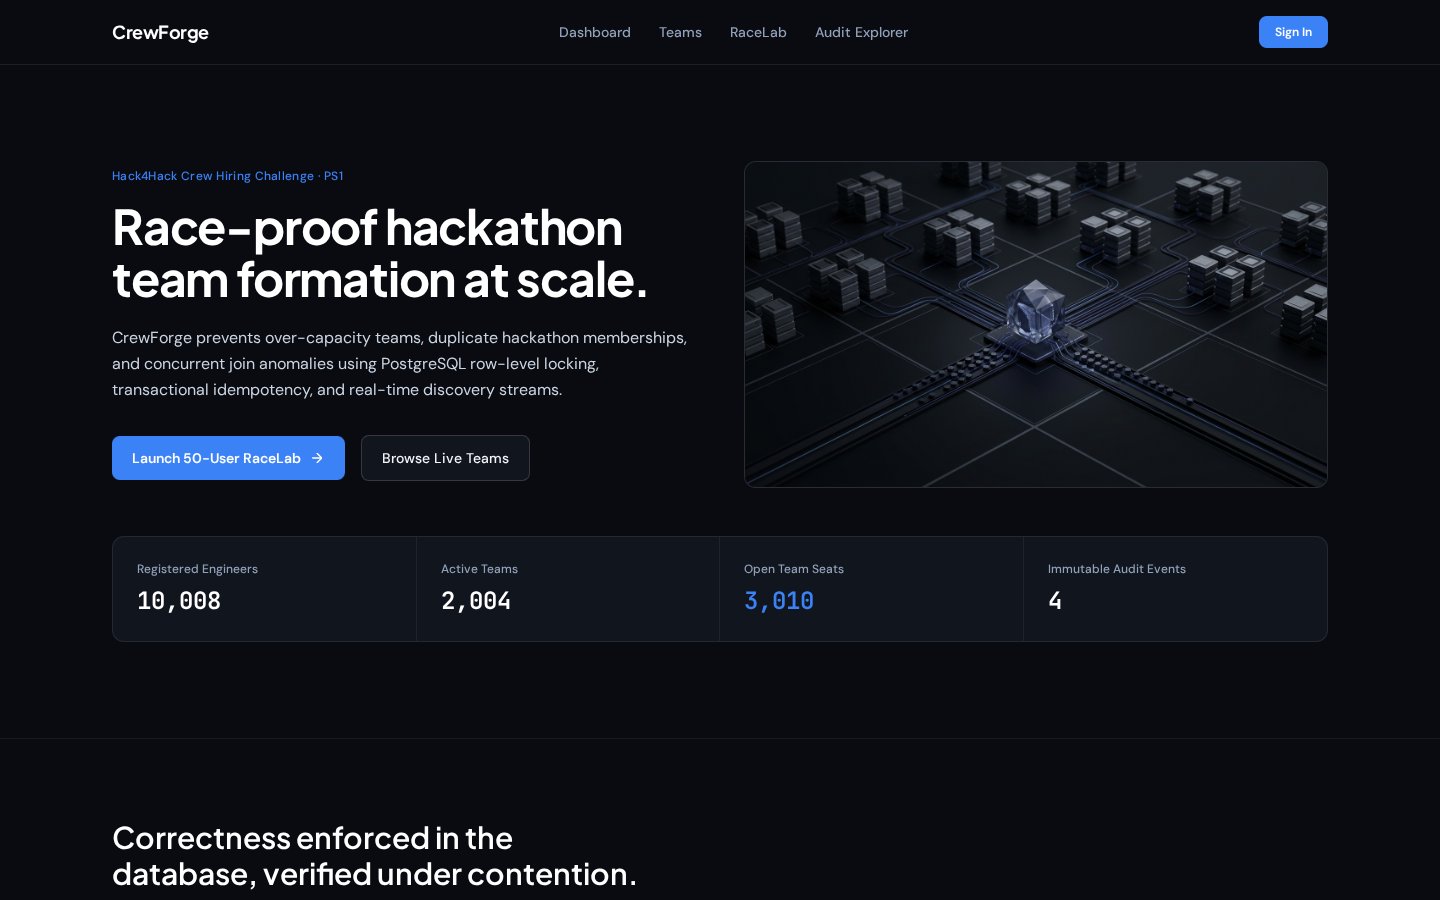 CrewForge
Dashboard
Teams
RaceLab
Audit Explorer
Sign In
Hack4Hack Crew Hiring Challenge · PS1
Race-proof hackathon
team formation at scale.
CrewForge prevents over-capacity teams, duplicate hackathon memberships,
and concurrent join anomalies using PostgreSQL row-level locking,
transactional idempotency, and real-time discovery streams.
Launch 50-User RaceLab →
Browse Live Teams
Registered Engineers
10,008
Active Teams
2,004
Open Team Seats
3,010
Immutable Audit Events
4
Correctness enforced in the
database, verified under contention.